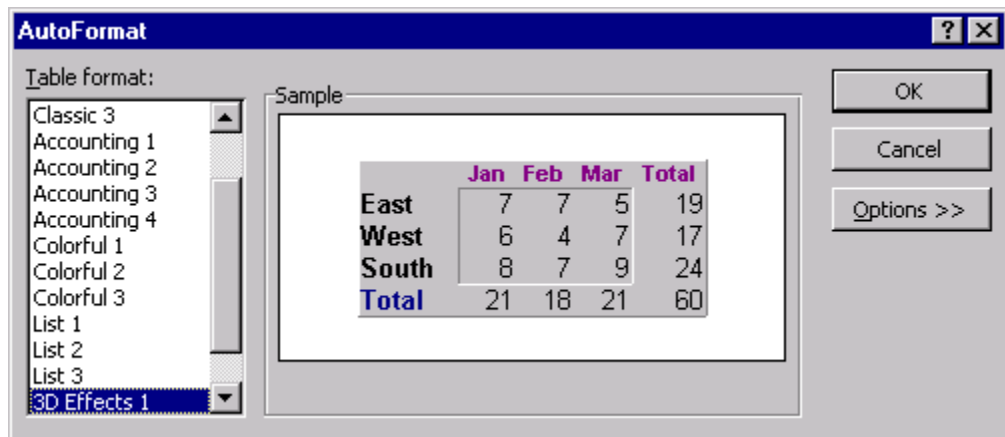 AutoFormat
Table format:
Classic 3
Accounting 1
Accounting 2
Accounting 3
Accounting 4
Colorful 1
Colorful 2
Colorful 3
List 1
List 2
List 3
3D Effects 1
Sample
Jan Feb Mar Total
East 7 7 5 19
West 6 4 7 17
South 8 7 9 24
Total 21 18 21 60
OK
Cancel
Options >>